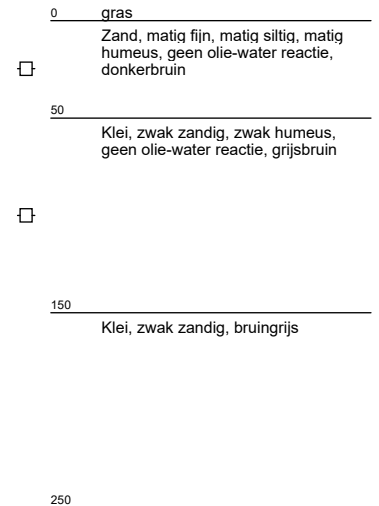 0 gras
Zand, matig fijn, matig siltig, matig
humeus, geen olie-water reactie,
donkerbruin
50
Klei, zwak zandig, zwak humeus,
geen olie-water reactie, grijsbruin
150
Klei, zwak zandig, bruingrijs
250